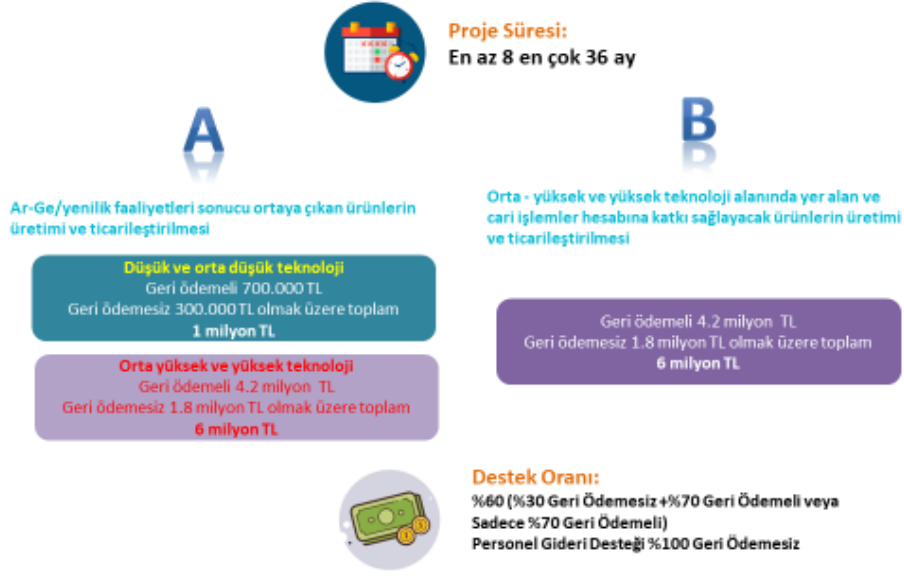 Proje Süresi:
En az 8 en çok 36 ay
A
Ar-Ge/yenilik faaliyetleri sonucu ortaya çıkan ürünlerin
üretimi ve ticarileştirilmesi
Düşük ve orta düşük teknoloji
Geri ödemeli 700.000 TL
Geri ödemesiz 300.000 TL olmak üzere toplam
1 milyon TL
Orta yüksek ve yüksek teknoloji
Geri ödemeli 4.2 milyon TL
Geri ödemesiz 1.8 milyon TL olmak üzere toplam
6 milyon TL
B
Orta - yüksek ve yüksek teknoloji alanında yer alan ve
cari işlemler hesabına katkı sağlayacak ürünlerin üretimi
ve ticarileştirilmesi
Geri ödemeli 4.2 milyon TL
Geri ödemesiz 1.8 milyon TL olmak üzere toplam
6 milyon TL
Destek Oranı:
%60 (%30 Geri Ödemesiz +%70 Geri Ödemeli veya
Sadece %70 Geri Ödemeli)
Personel Gideri Desteği %100 Geri Ödemesiz